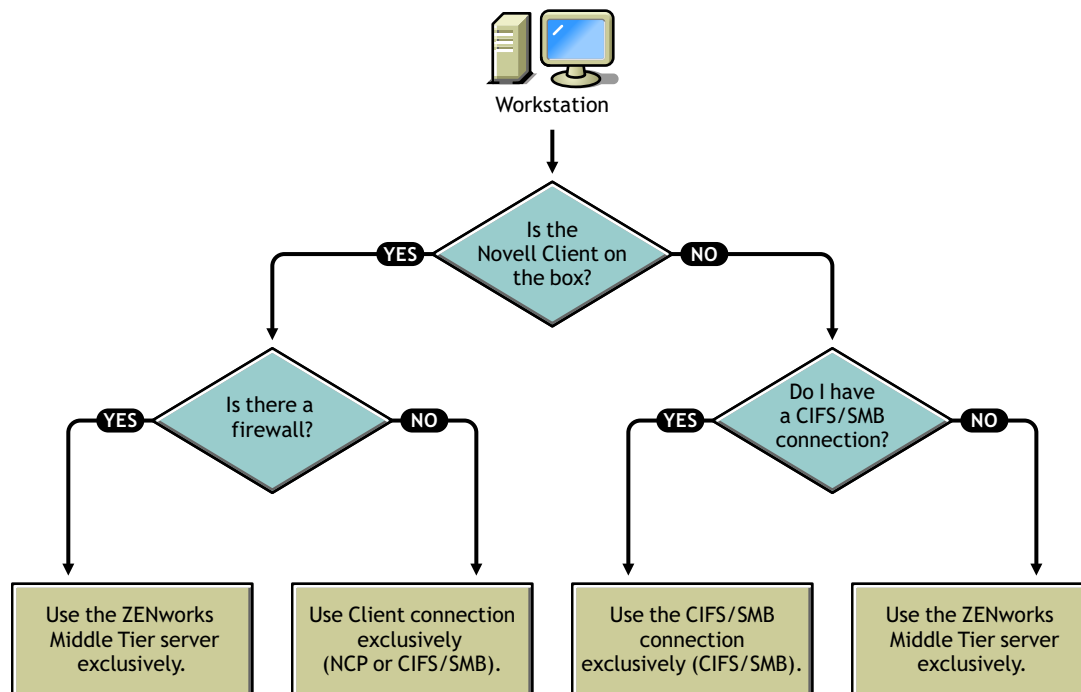 Workstation
Is the
Novell Client on
the box?
YES
NO
Is there a
firewall?
YES
NO
Do I have
a CIFS/SMB
connection?
YES
NO
Use the ZENworks
Middle Tier server
exclusively.
Use Client connection
exclusively
(NCP or CIFS/SMB).
Use the CIFS/SMB
connection
exclusively (CIFS/SMB).
Use the ZENworks
Middle Tier server
exclusively.